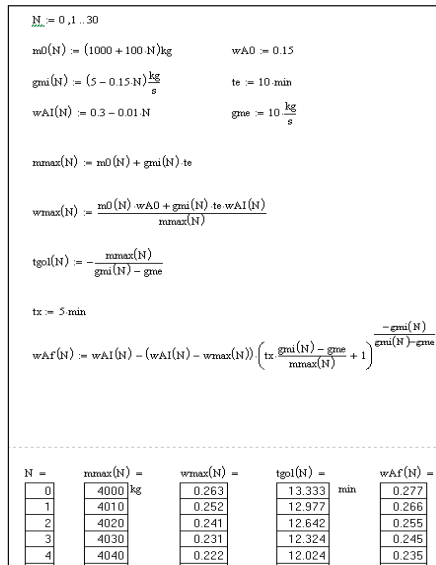 N := 0 ,1 .. 30
m0(N) := (1000 + 100·N)kg wA0 := 0.15
gmi(N) := (5 − 0.15·N) kg/s te := 10·min
wAI(N) := 0.3 − 0.01·N gme := 10· kg/s
mmax(N) := m0(N) + gmi(N)·te
wmax(N) := (m0(N)·wA0 + gmi(N)·te·wAI(N)) / mmax(N)
tgol(N) := − mmax(N) / (gmi(N) − gme)
tx := 5·min
wAf(N) := wAI(N) − (wAI(N) − wmax(N))·(tx· (gmi(N) − gme) / mmax(N) + 1)^(−gmi(N) / (gmi(N)−gme))
N = mmax(N) = wmax(N) = tgol(N) = wAf(N) =
0 4000 kg 0.263 13.333 min 0.277
1 4010 0.252 12.977 0.266
2 4020 0.241 12.642 0.255
3 4030 0.231 12.324 0.245
4 4040 0.222 12.024 0.235